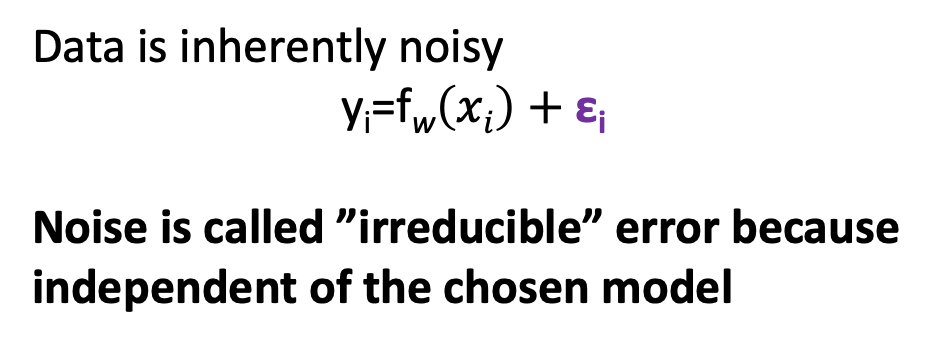 Data is inherently noisy
yᵢ=f𝑤(𝑥ᵢ) + εᵢ
Noise is called ”irreducible” error because
independent of the chosen model